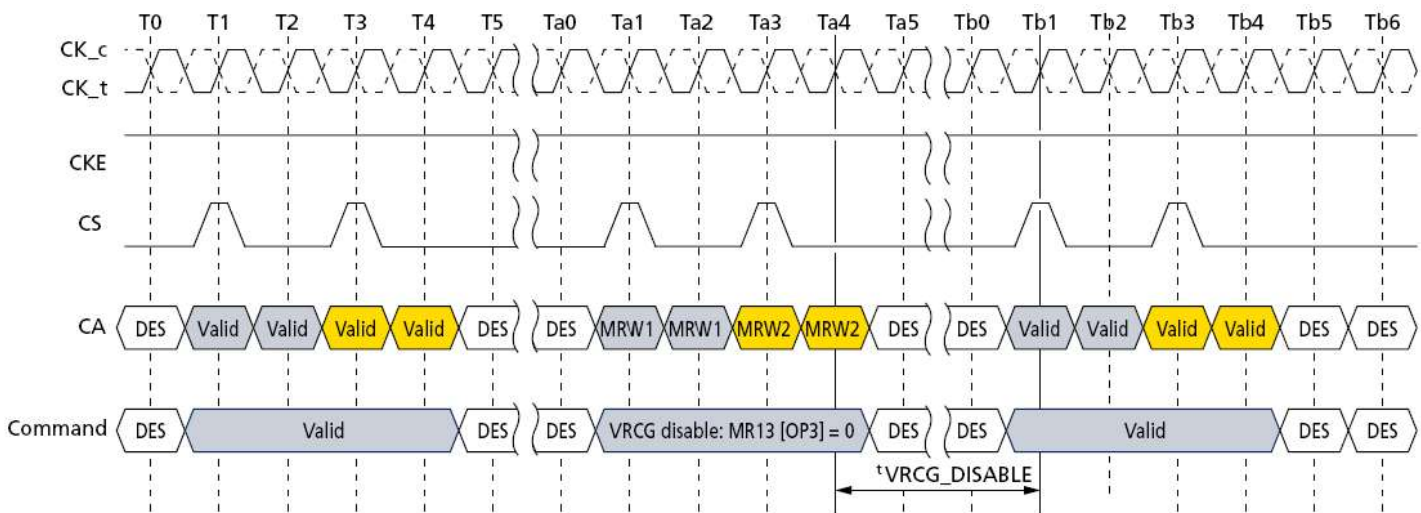 T0 T1 T2 T3 T4 T5 Ta0 Ta1 Ta2 Ta3 Ta4 Ta5 Tb0 Tb1 Tb2 Tb3 Tb4 Tb5 Tb6
CK_c
CK_t
CKE
CS
CA DES Valid Valid Valid Valid DES DES MRW1 MRW1 MRW2 MRW2 DES DES Valid Valid Valid Valid DES DES
Command DES Valid DES DES VRCG disable: MR13 [OP3] = 0 DES DES Valid DES DES
tVRCG_DISABLE